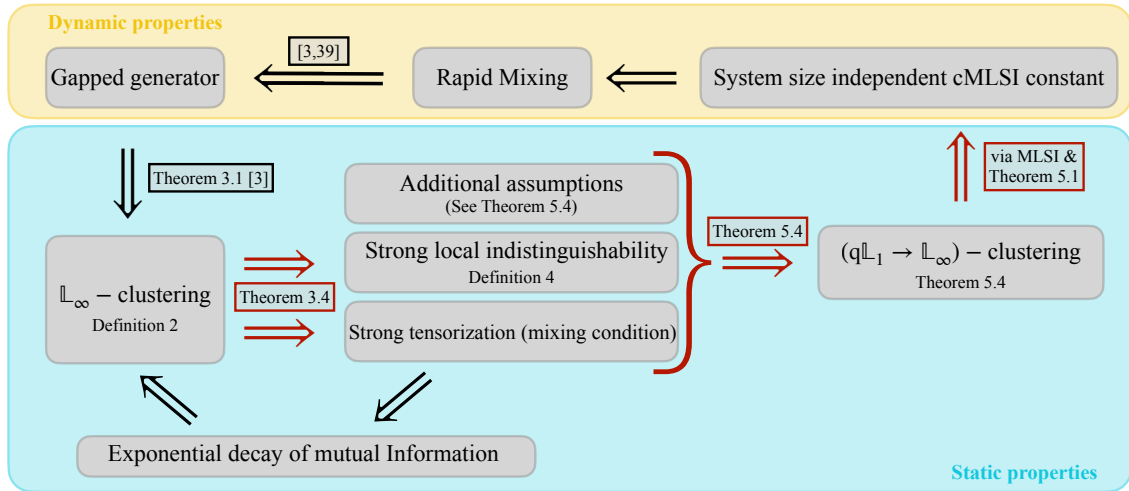 Dynamic properties
Gapped generator
[3,39]
Rapid Mixing
System size independent cMLSI constant
Theorem 3.1 [3]
Additional assumptions
(See Theorem 5.4)
via MLSI &
Theorem 5.1
𝕃∞ – clustering
Definition 2
Theorem 3.4
Strong local indistinguishability
Definition 4
Strong tensorization (mixing condition)
Theorem 5.4
(q𝕃₁ → 𝕃∞) – clustering
Theorem 5.4
Exponential decay of mutual Information
Static properties